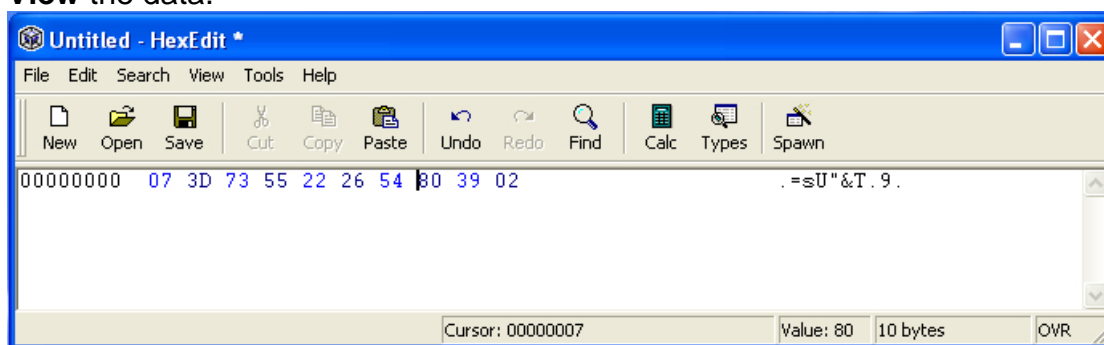 View the data.
Untitled - HexEdit *
File Edit Search View Tools Help
New Open Save Cut Copy Paste Undo Redo Find Calc Types Spawn
00000000 07 3D 73 55 22 26 54 80 39 02 .=sU"&T.9.
Cursor: 00000007 Value: 80 10 bytes OVR